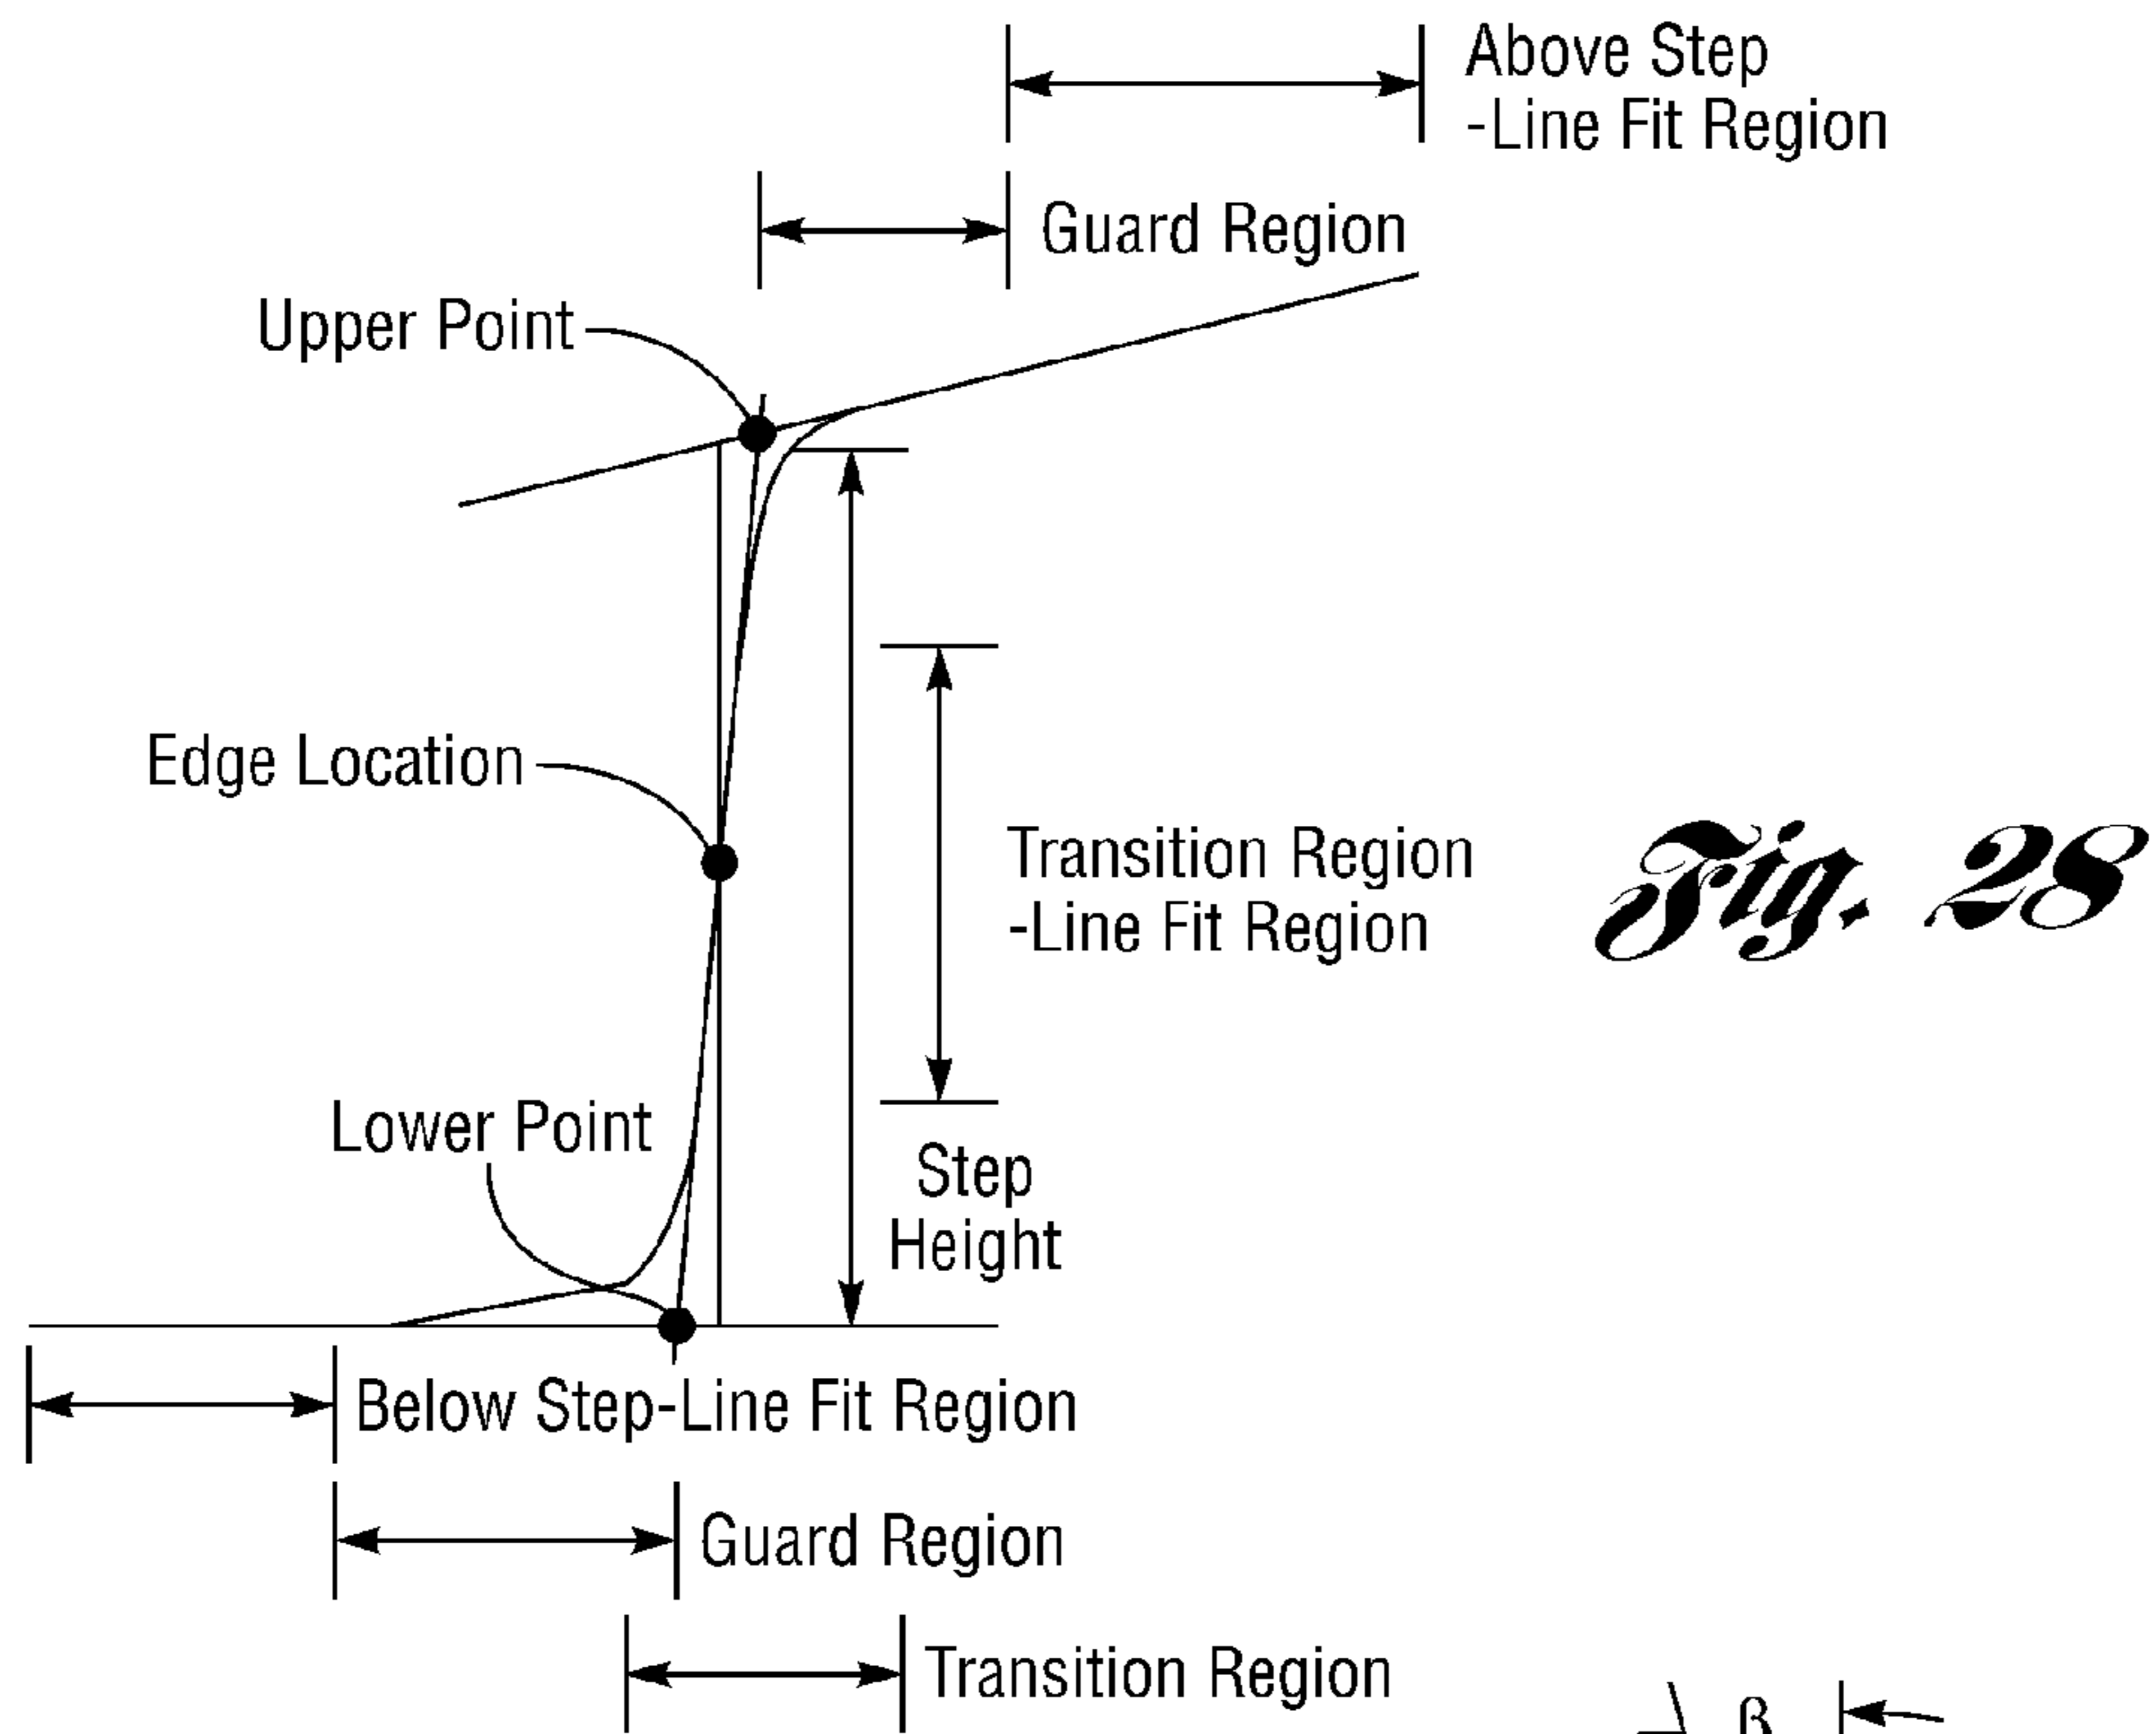 Above Step
-Line Fit Region
Guard Region
Upper Point
Edge Location
Transition Region
-Line Fit Region
Fig. 28
Lower Point
Step
Height
Below Step-Line Fit Region
Guard Region
Transition Region
β